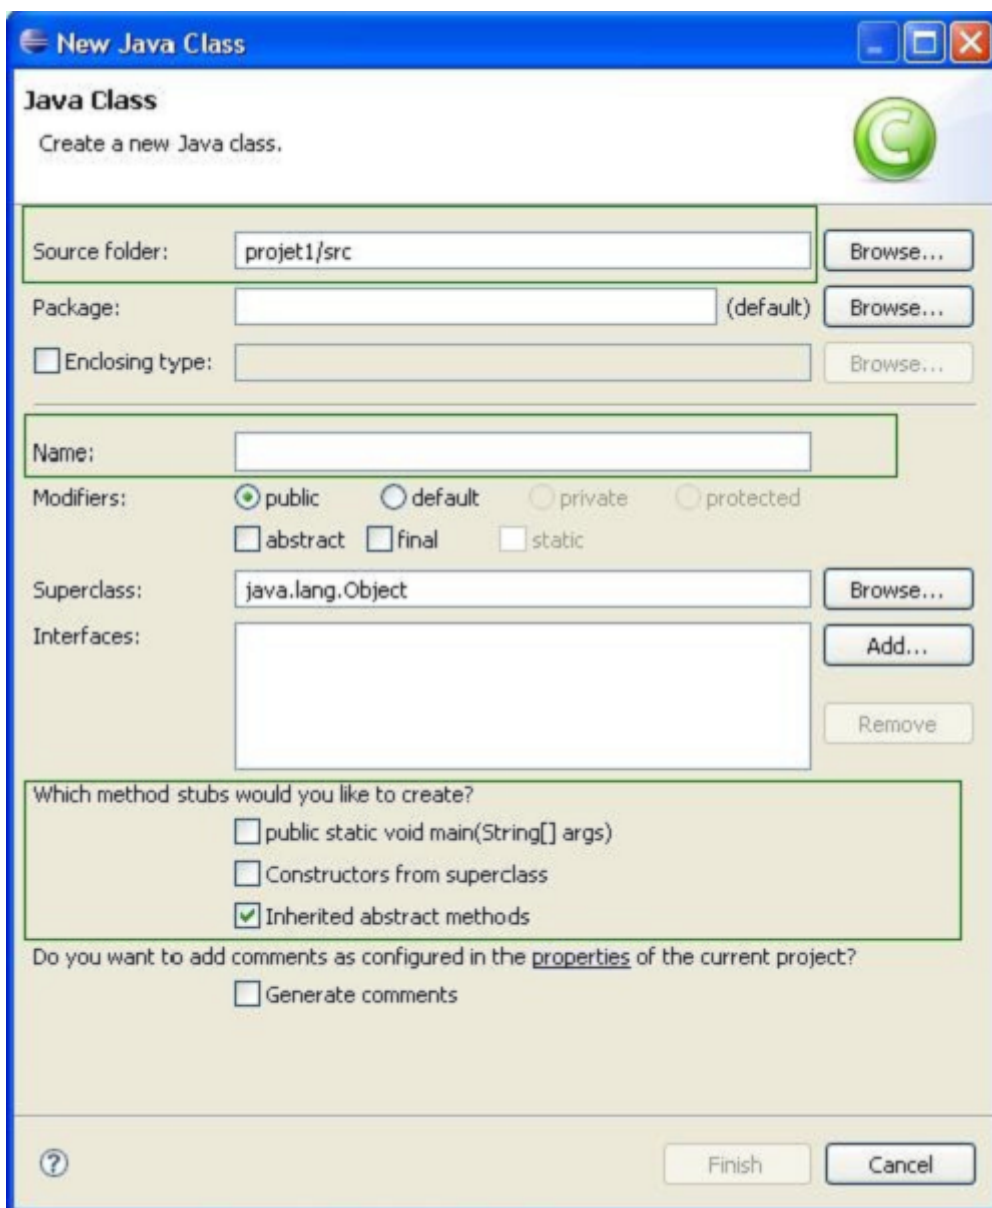 New Java Class
Java Class
Create a new Java class.
Source folder: projet1/src Browse...
Package: (default) Browse...
Enclosing type: Browse...
Name:
Modifiers: public default private protected
abstract final static
Superclass: java.lang.Object Browse...
Interfaces: Add...
Remove
Which method stubs would you like to create?
public static void main(String[] args)
Constructors from superclass
Inherited abstract methods
Do you want to add comments as configured in the properties of the current project?
Generate comments
? Finish Cancel